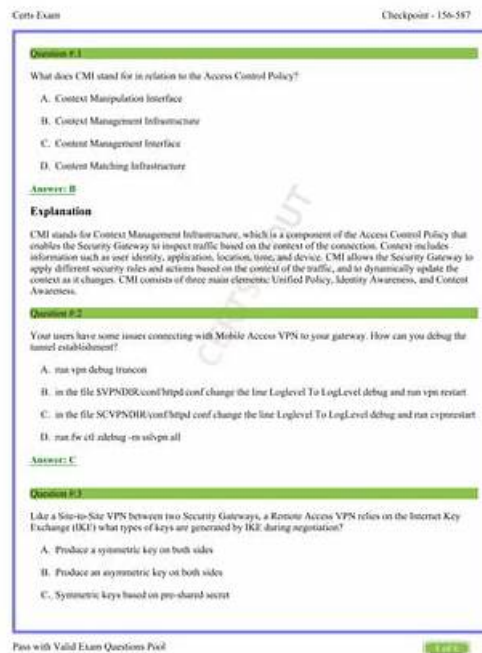 Certs Exam
Checkpoint - 156-587
Question #:1
What does CMI stand for in relation to the Access Control Policy?
A. Context Manipulation Interface
B. Context Management Infrastructure
C. Content Management Interface
D. Content Matching Infrastructure
Answer: B
Explanation
CMI stands for Context Management Infrastructure, which is a component of the Access Control Policy that
enables the Security Gateway to inspect traffic based on the context of the connection. Context includes
information such as user identity, application, location, time, and device. CMI allows the Security Gateway to
apply different security rules and actions based on the context of the traffic, and to dynamically update the
context as it changes. CMI consists of three main elements: Unified Policy, Identity Awareness, and Content
Awareness.
Question #:2
Your users have some issues connecting with Mobile Access VPN to your gateway. How can you debug the
tunnel establishment?
A. run vpn debug truncon
B. in the file $VPNDIR/conf/httpd.conf change the line Loglevel To LogLevel debug and run vpn restart
C. in the file SCVPNDIR/conf/httpd.conf change the line Loglevel To LogLevel debug and run cvpnrestart
D. run fw ctl zdebug -m sslvpn all
Answer: C
Question #:3
Like a Site-to-Site VPN between two Security Gateways, a Remote Access VPN relies on the Internet Key
Exchange (IKE) what types of keys are generated by IKE during negotiation?
A. Produce a symmetric key on both sides
B. Produce an asymmetric key on both sides
C. Symmetric keys based on pre-shared secret
Pass with Valid Exam Questions Pool